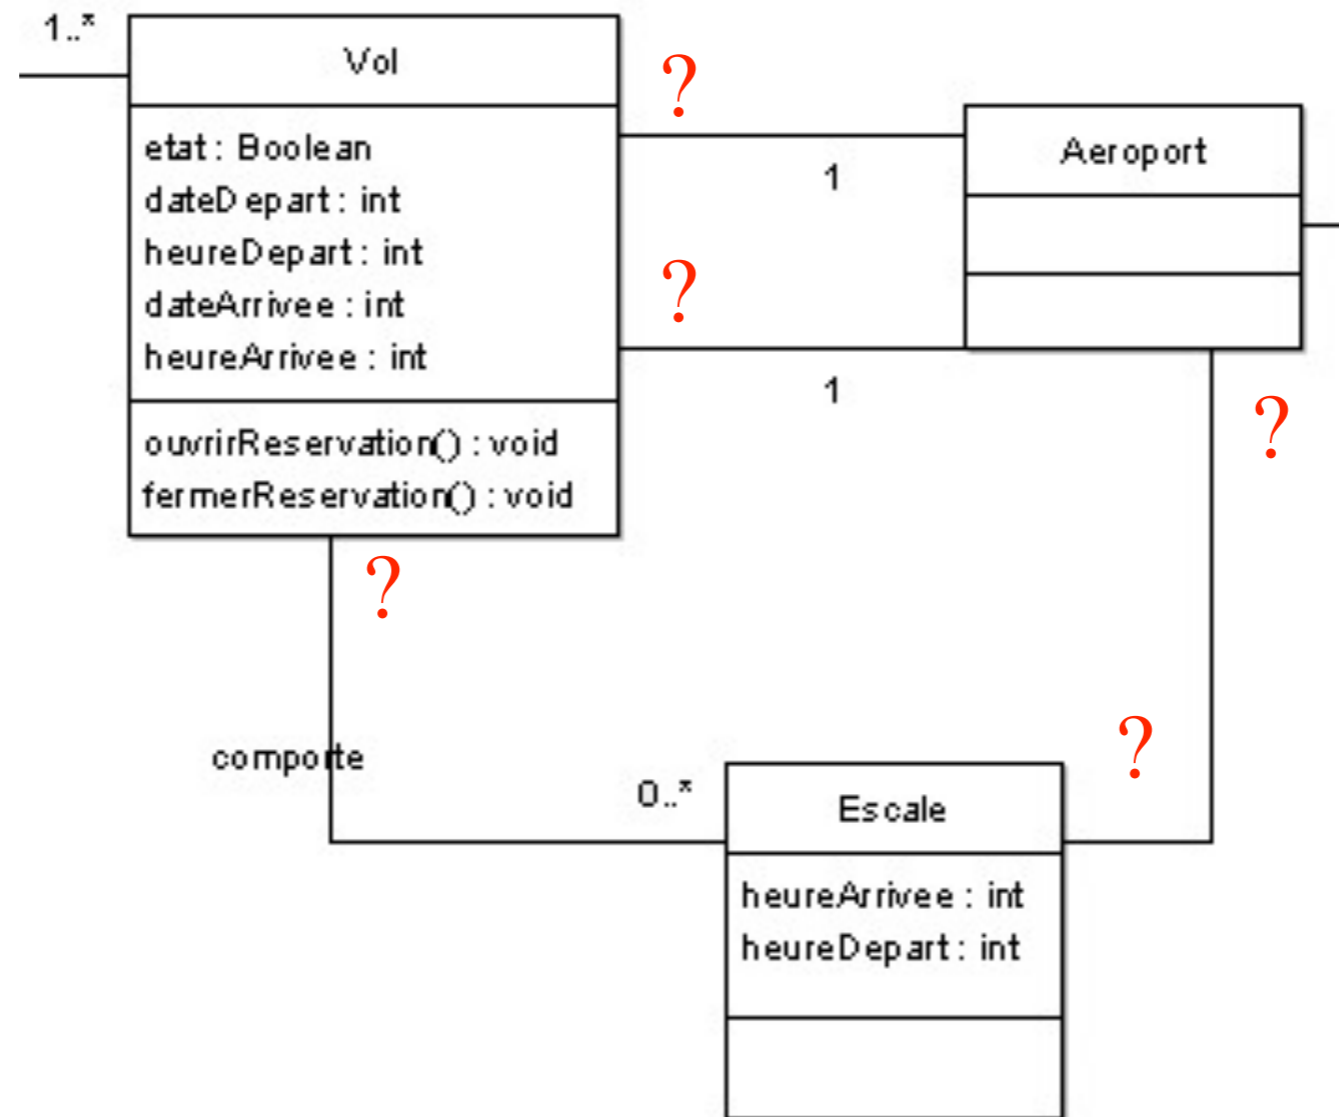 1..*
Vol
?
etat : Boolean
dateDepart : int
heureDepart : int
dateArrivee : int
heureArrivee : int
1
Aeroport
?
1
?
ouvrirReservation() : void
fermerReservation() : void
?
comporte
0..*
?
Escale
heureArrivee : int
heureDepart : int